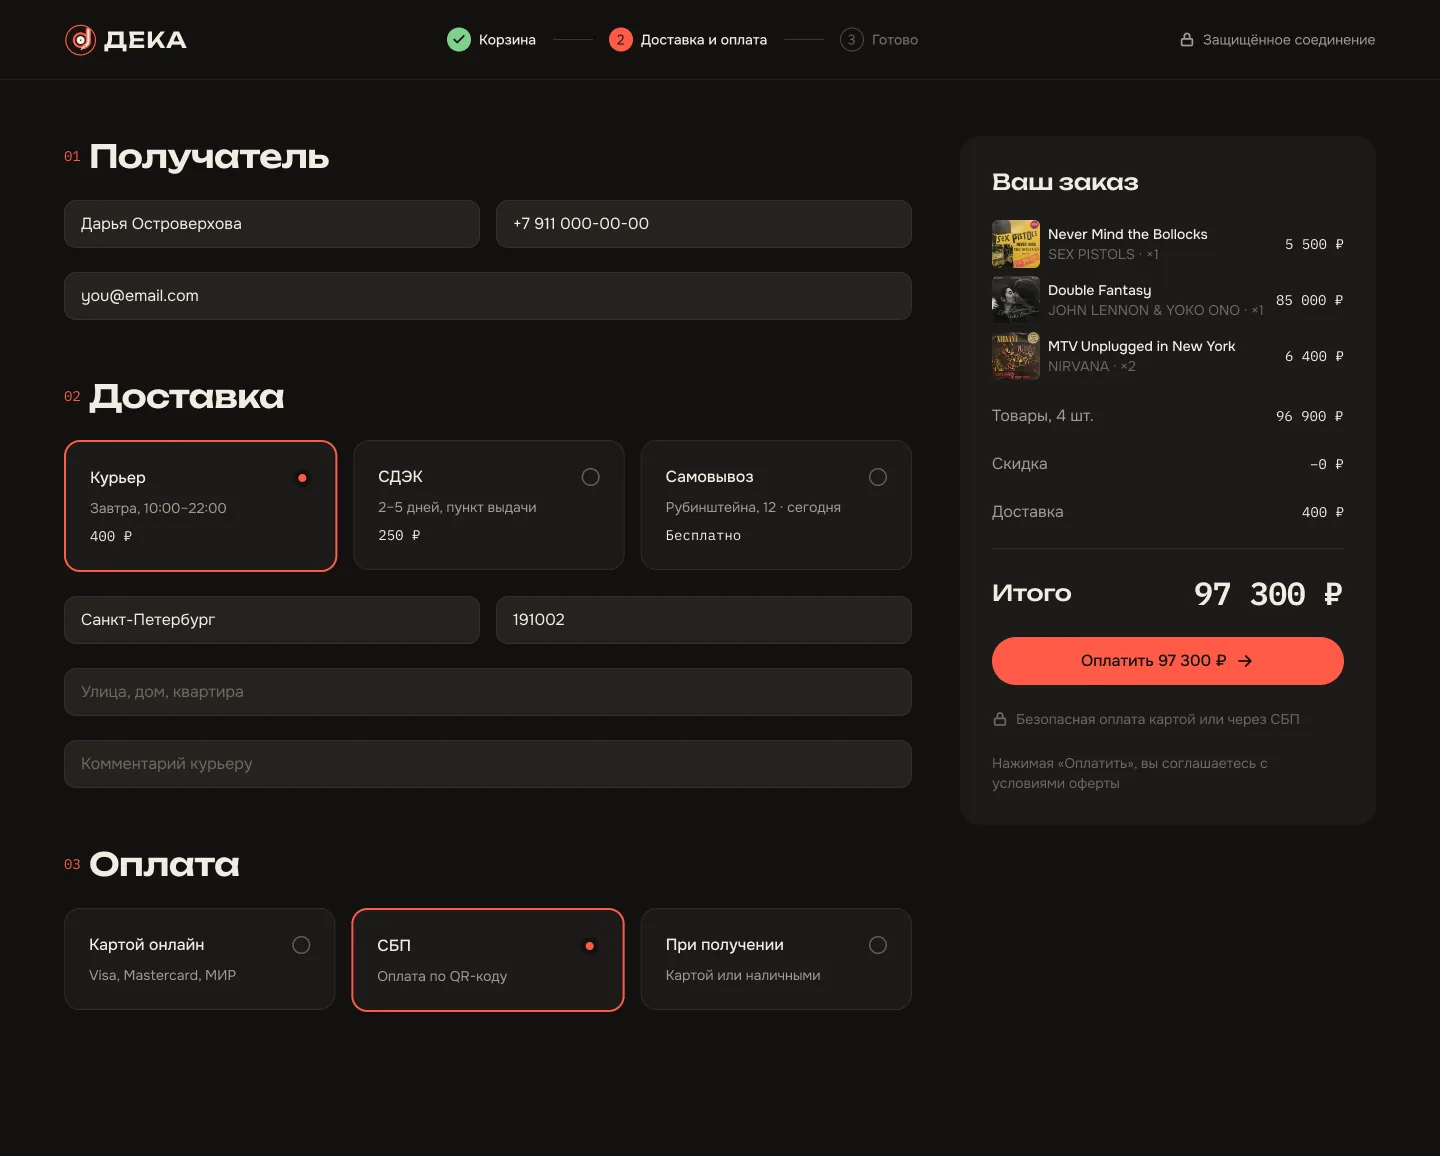 ДЕКА
Корзина
2 Доставка и оплата
3 Готово
Защищённое соединение
01 Получатель
Дарья Островерхова
+7 911 000-00-00
you@email.com
02 Доставка
Курьер
Завтра, 10:00–22:00
400 ₽
СДЭК
2–5 дней, пункт выдачи
250 ₽
Самовывоз
Рубинштейна, 12 · сегодня
Бесплатно
Санкт-Петербург
191002
Улица, дом, квартира
Комментарий курьеру
03 Оплата
Картой онлайн
Visa, Mastercard, МИР
СБП
Оплата по QR-коду
При получении
Картой или наличными
Ваш заказ
SEX PISTOLS
Never Mind the Bollocks
SEX PISTOLS · ×1
5 500 ₽
Double Fantasy
JOHN LENNON & YOKO ONO · ×1
85 000 ₽
NIRVANA
MTV Unplugged in New York
NIRVANA · ×2
6 400 ₽
Товары, 4 шт.
96 900 ₽
Скидка
−0 ₽
Доставка
400 ₽
Итого
97 300 ₽
Оплатить 97 300 ₽ →
Безопасная оплата картой или через СБП
Нажимая «Оплатить», вы соглашаетесь с
условиями оферты